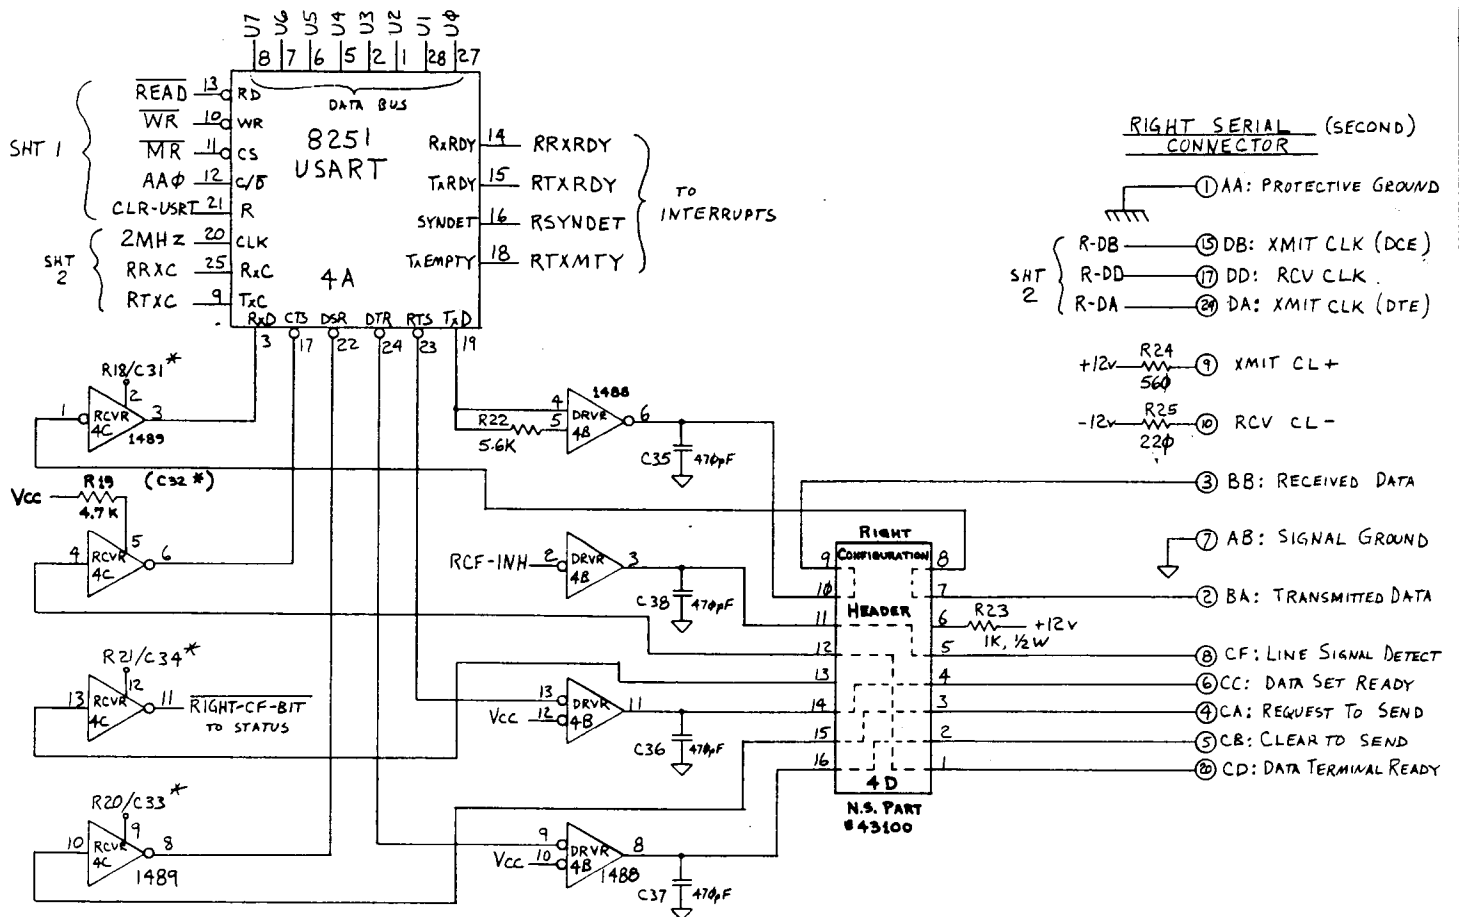 U7 U6 U5 U4 U3 U2 U1 UØ
8 7 6 5 2 1 28 27
DATA BUS
8251
USART
4A
SHT 1
READ 13 RD
WR 10 WR
MR 11 CS
AAØ 12 C/D
CLR-USRT 21 R
SHT 2
2MHz 20 CLK
RRXC 25 RxC
RTXC 9 TxC
RxRDY 14 RRXRDY
TxRDY 15 RTXRDY
SYNDET 16 RSYNDET
TxEMPTY 18 RTXMTY
TO INTERRUPTS
RxD CTS DSR DTR RTS TxD
3 17 22 24 23 19
R18/C31*
1 RCVR 4C 2 3
1489
R19 (C32*)
Vcc 4.7K
4 RCVR 4C 5 6
R21/C34*
13 RCVR 4C 12 11 RIGHT-CF-BIT
TO STATUS
R20/C33*
10 RCVR 4C 9 8
1489
R22
5.6K
4 5 DRVR 4B 6
1488
C35 47ØpF
RCF-INH 2 DRVR 4B 3
C38 47ØpF
13 Vcc 12 DRVR 4B 11
C36 47ØpF
9 Vcc 10 DRVR 4B 8
1488
C37 47ØpF
RIGHT
CONFIGURATION
HEADER
4D
9 8
1Ø 7
11 6
12 5
13 4
14 3
15 2
16 1
N.S. PART
#43100
R23
1K, 1/2W
+12v
RIGHT SERIAL (SECOND)
CONNECTOR
1 AA: PROTECTIVE GROUND
SHT 2
R-DB 15 DB: XMIT CLK (DCE)
R-DD 17 DD: RCV CLK
R-DA 24 DA: XMIT CLK (DTE)
+12v R24 56Ø 9 XMIT CL+
-12v R25 22Ø 10 RCV CL-
3 BB: RECEIVED DATA
7 AB: SIGNAL GROUND
2 BA: TRANSMITTED DATA
8 CF: LINE SIGNAL DETECT
6 CC: DATA SET READY
4 CA: REQUEST TO SEND
5 CB: CLEAR TO SEND
20 CD: DATA TERMINAL READY